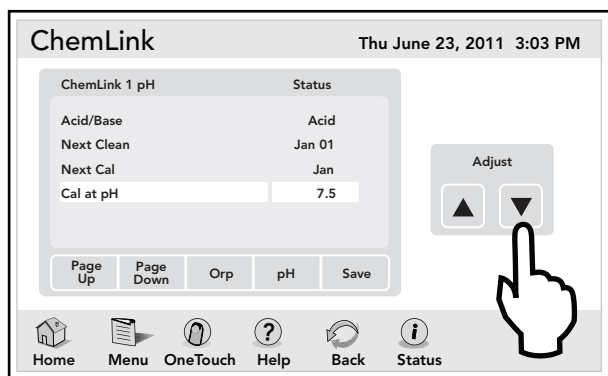 ChemLink Thu June 23, 2011 3:03 PM
ChemLink 1 pH Status
Acid/Base Acid
Next Clean Jan 01
Next Cal Jan
Cal at pH 7.5
Adjust
Page Up Page Down Orp pH Save
Home Menu OneTouch Help Back Status